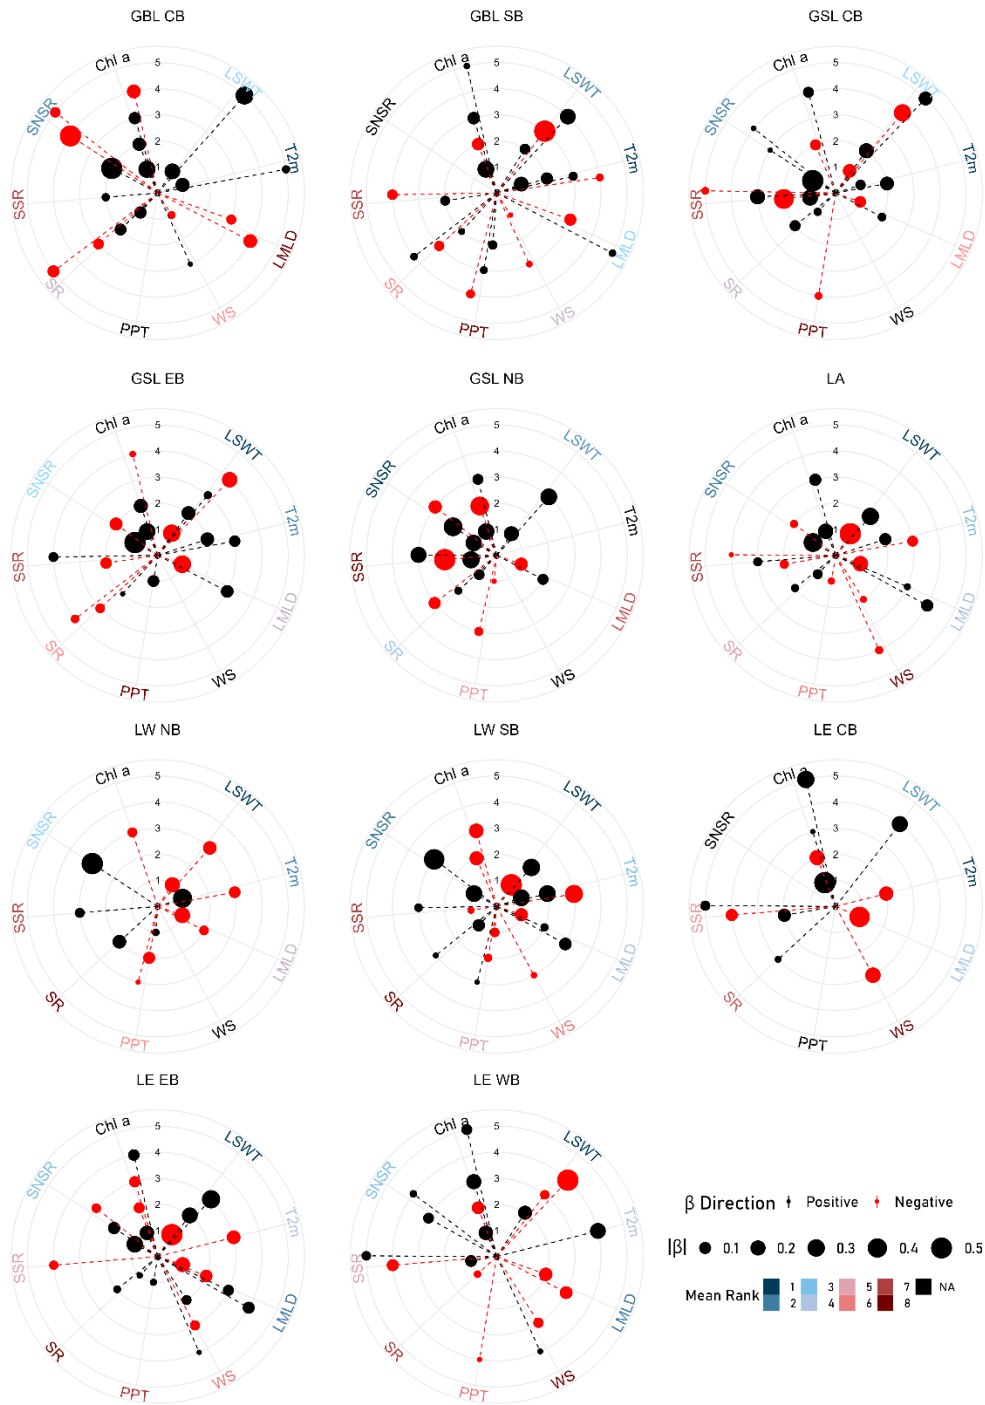 GBL CB
GBL SB
GSL CB
Chl a
LSWT
T2m
LMLD
WS
PPT
SR
SSR
SNSR
5
4
3
2
1
Chl a
LSWT
T2m
LMLD
WS
PPT
SR
SSR
SNSR
5
4
3
2
1
Chl a
LSWT
T2m
LMLD
WS
PPT
SR
SSR
SNSR
5
4
3
2
1
GSL EB
GSL NB
LA
Chl a
LSWT
T2m
LMLD
WS
PPT
SR
SSR
SNSR
5
4
3
2
1
Chl a
LSWT
T2m
LMLD
WS
PPT
SR
SSR
SNSR
5
4
3
2
1
Chl a
LSWT
T2m
LMLD
WS
PPT
SR
SSR
SNSR
5
4
3
2
1
LW NB
LW SB
LE CB
Chl a
LSWT
T2m
LMLD
WS
PPT
SR
SSR
SNSR
5
4
3
2
1
Chl a
LSWT
T2m
LMLD
WS
PPT
SR
SSR
SNSR
5
4
3
2
1
Chl a
LSWT
T2m
LMLD
WS
PPT
SR
SSR
SNSR
5
4
3
2
1
LE EB
LE WB
Chl a
LSWT
T2m
LMLD
WS
PPT
SR
SSR
SNSR
5
4
3
2
1
Chl a
LSWT
T2m
LMLD
WS
PPT
SR
SSR
SNSR
5
4
3
2
1
β Direction Positive Negative
|β| 0.1 0.2 0.3 0.4 0.5
Mean Rank 1 3 5 7 NA
2 4 6 8